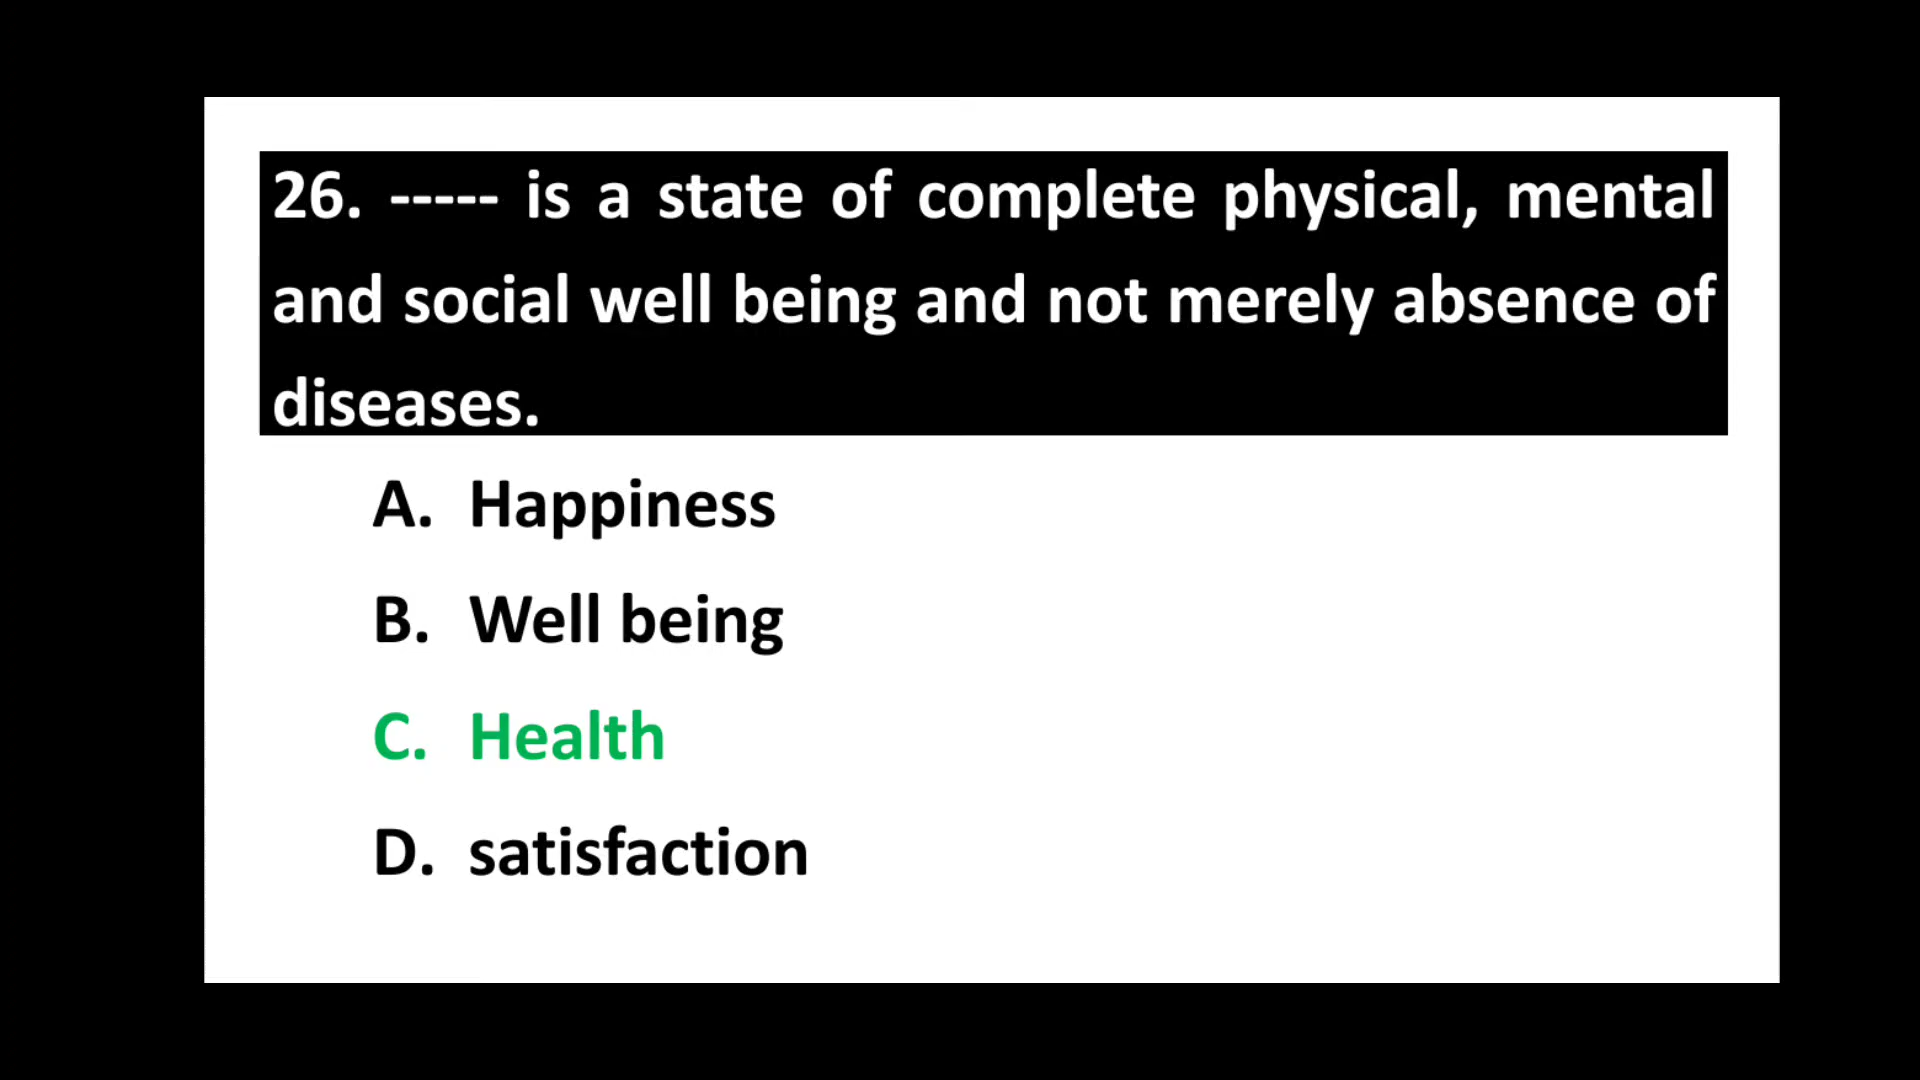 26. ----- is a state of complete physical, mental
and social well being and not merely absence of
diseases.
A. Happiness
B. Well being
C. Health
D. satisfaction